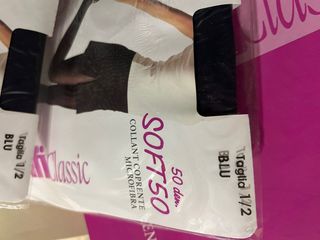 Classic
50 den
SOFT50
COLLANT COPRENTE
MICROFIBRA
Taglia 1/2
BLU
Taglia 1/2
BLU